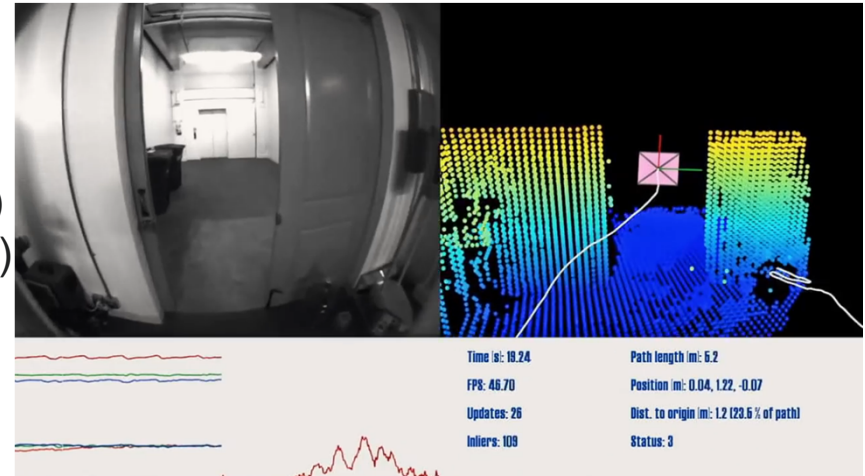 )
)
Time [s]: 19.24
Path length [m]: 5.2
FPS: 46.70
Position [m]: 0.04, 1.22, -0.07
Updates: 26
Dist. to origin [m]: 1.2 (23.5 % of path)
Inliers: 109
Status: 3